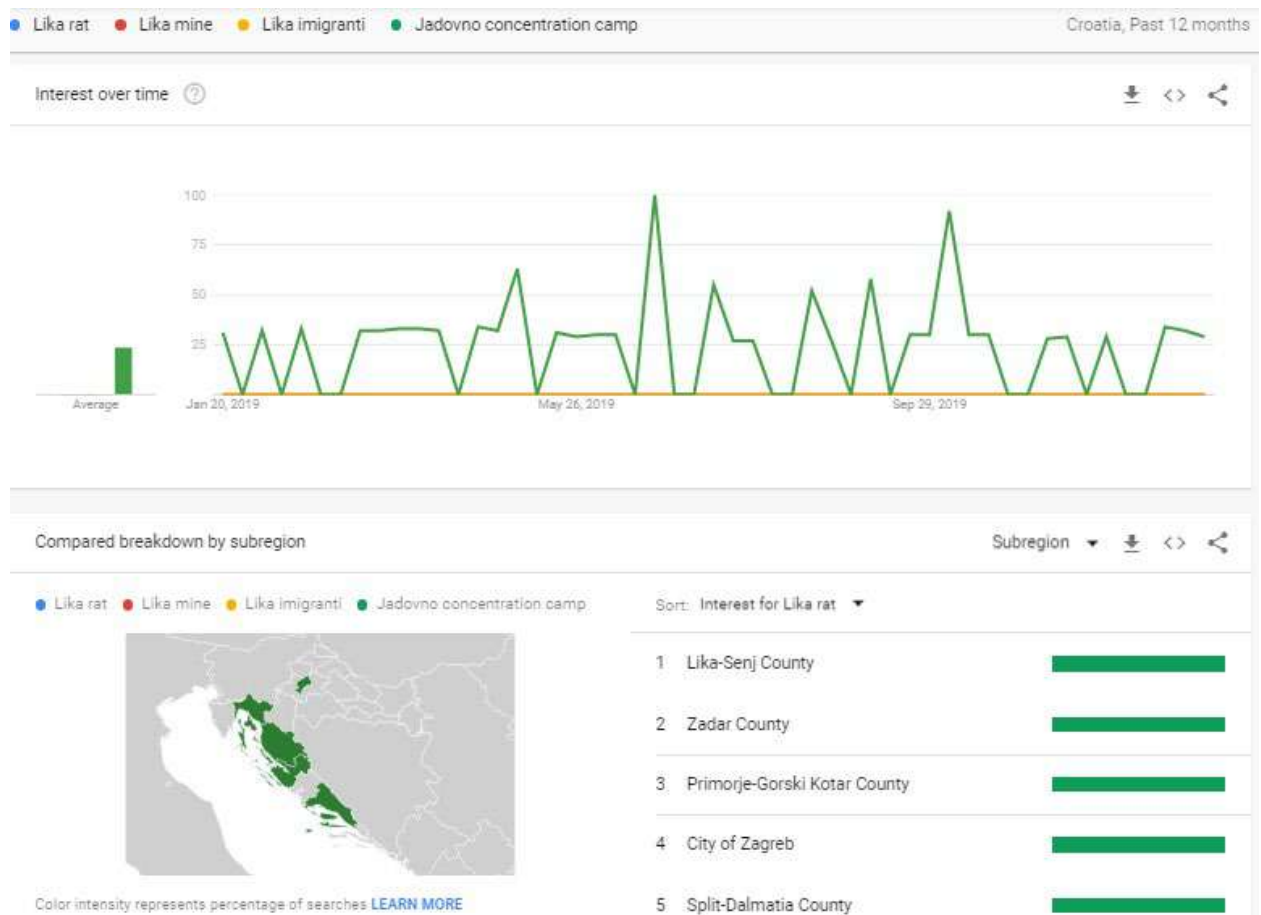 Lika rat Lika mine Lika imigranti Jadovno concentration camp Croatia, Past 12 months
Interest over time
100
75
50
25
Average Jan 20, 2019 May 26, 2019 Sep 29, 2019
Compared breakdown by subregion Subregion
Lika rat Lika mine Lika imigranti Jadovno concentration camp Sort: Interest for Lika rat
1 Lika-Senj County
2 Zadar County
3 Primorje-Gorski Kotar County
4 City of Zagreb
Color intensity represents percentage of searches LEARN MORE
5 Split-Dalmatia County